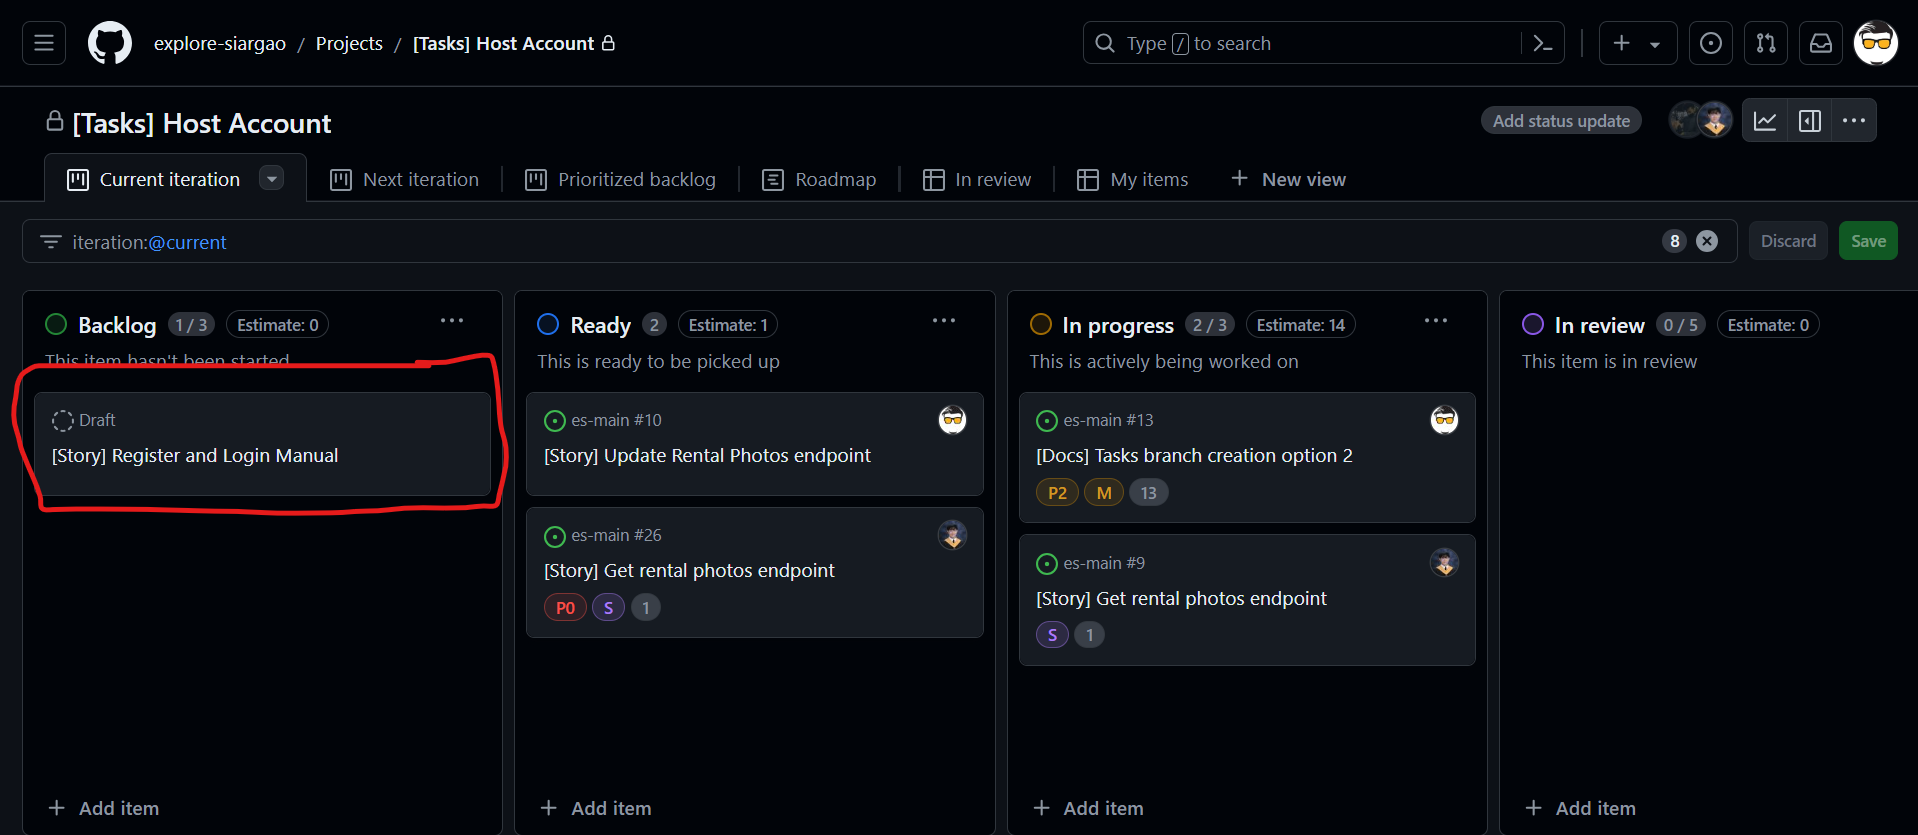 explore-siargao / Projects / [Tasks] Host Account
Type / to search
[Tasks] Host Account
Add status update
Current iteration
Next iteration
Prioritized backlog
Roadmap
In review
My items
+ New view
iteration:@current
8
Discard
Save
Backlog 1 / 3 Estimate: 0
This item hasn't been started
Draft
[Story] Register and Login Manual
+ Add item
Ready 2 Estimate: 1
This is ready to be picked up
es-main #10
[Story] Update Rental Photos endpoint
es-main #26
[Story] Get rental photos endpoint
P0 S 1
+ Add item
In progress 2 / 3 Estimate: 14
This is actively being worked on
es-main #13
[Docs] Tasks branch creation option 2
P2 M 13
es-main #9
[Story] Get rental photos endpoint
S 1
+ Add item
In review 0 / 5 Estimate: 0
This item is in review
+ Add item